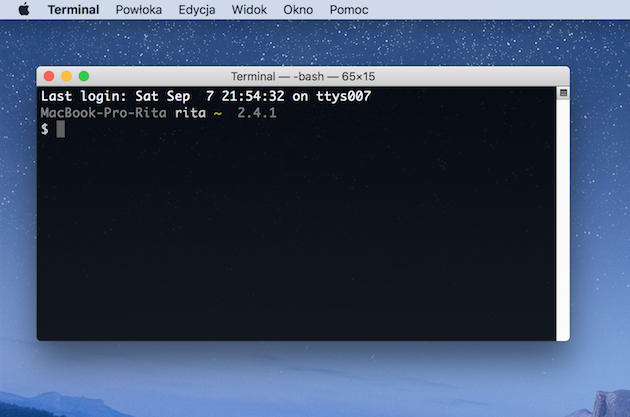 Terminal Powłoka Edycja Widok Okno Pomoc
Terminal — -bash — 65×15
Last login: Sat Sep  7 21:54:32 on ttys007
MacBook-Pro-Rita rita ~  2.4.1
$